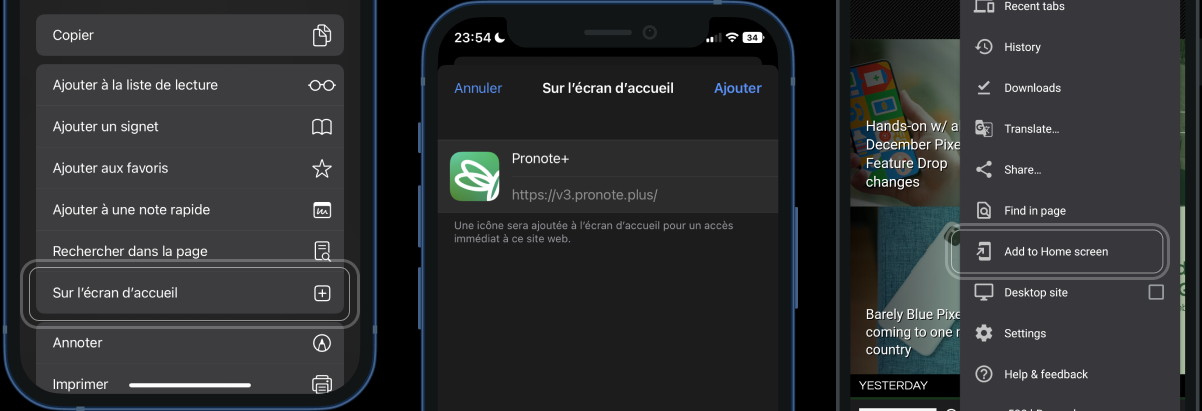 Copier
Ajouter à la liste de lecture
Ajouter un signet
Ajouter aux favoris
Ajouter à une note rapide
Rechercher dans la page
Sur l'écran d'accueil
Annoter
Imprimer
23:54
34
Annuler
Sur l'écran d'accueil
Ajouter
Pronote+
https://v3.pronote.plus/
Une icône sera ajoutée à l'écran d'accueil pour un accès
immédiat à ce site web.
Recent tabs
History
Downloads
Translate...
Share...
Find in page
Add to Home screen
Desktop site
Settings
Help & feedback
Hands-on w/ a
December Pixe
Feature Drop
changes
Barely Blue Pixe
coming to one
country
YESTERDAY